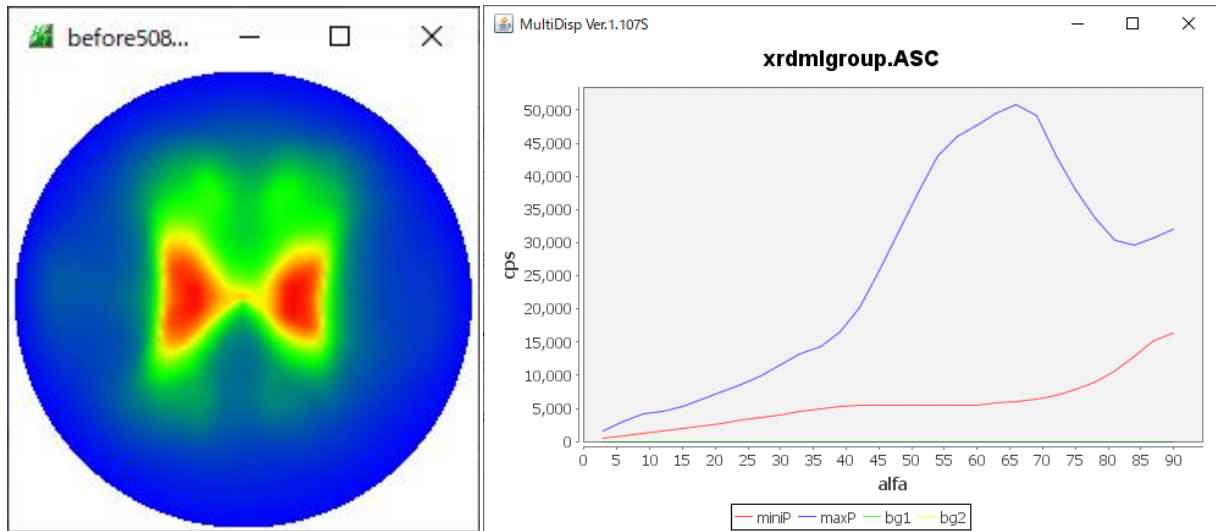 before508...
MultiDisp Ver.1.107S
xrdmlgroup.ASC
cps
50,000
45,000
40,000
35,000
30,000
25,000
20,000
15,000
10,000
5,000
0
0 5 10 15 20 25 30 35 40 45 50 55 60 65 70 75 80 85 90
alfa
miniP maxP bg1 bg2